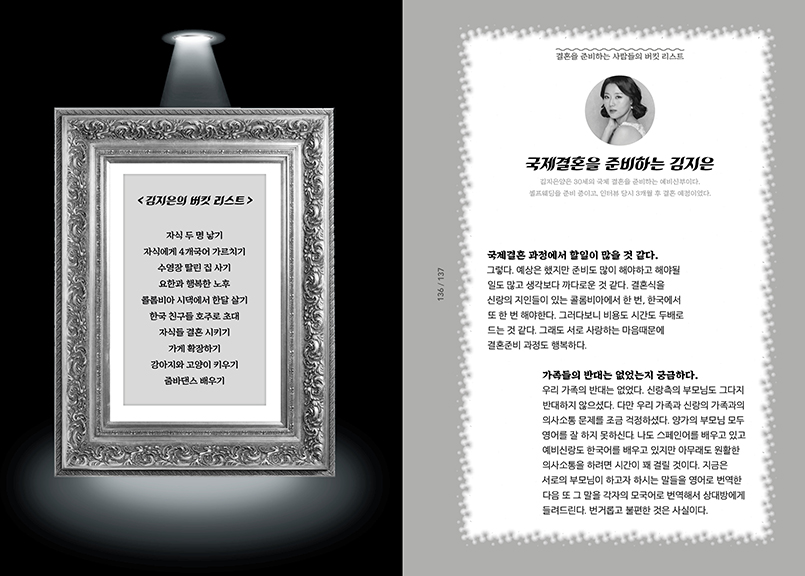 <김지은의 버킷 리스트>
자식 두 명 낳기
자식에게 4개국어 가르치기
수영장 딸린 집 사기
요한과 행복한 노후
콜롬비아 시댁에서 한달 살기
한국 친구들 호주로 초대
자식들 결혼 시키기
가게 확장하기
강아지와 고양이 키우기
줌바댄스 배우기
136 / 137
결혼을 준비하는 사람들의 버킷 리스트
국제결혼을 준비하는 김지은
김지은양은 30세의 국제 결혼을 준비하는 예비신부이다.
셀프웨딩을 준비 중이고, 인터뷰 당시 3개월 후 결혼 예정이었다.
국제결혼 과정에서 할일이 많을 것 같다.
그렇다. 예상은 했지만 준비도 많이 해야하고 해야될
일도 많고 생각보다 까다로운 것 같다. 결혼식을
신랑의 지인들이 있는 콜롬비아에서 한 번, 한국에서
또 한 번 해야한다. 그러다보니 비용도 시간도 두배로
드는 것 같다. 그래도 서로 사랑하는 마음때문에
결혼준비 과정도 행복하다.
가족들의 반대는 없었는지 궁금하다.
우리 가족의 반대는 없었다. 신랑측의 부모님도 그다지
반대하지 않으셨다. 다만 우리 가족과 신랑의 가족과의
의사소통 문제를 조금 걱정하셨다. 양가의 부모님 모두
영어를 잘 하지 못하신다. 나도 스페인어를 배우고 있고
예비신랑도 한국어를 배우고 있지만 아무래도 원활한
의사소통을 하려면 시간이 꽤 걸릴 것이다. 지금은
서로의 부모님이 하고자 하시는 말들을 영어로 번역한
다음 또 그 말을 각자의 모국어로 번역해서 상대방에게
들려드린다. 번거롭고 불편한 것은 사실이다.